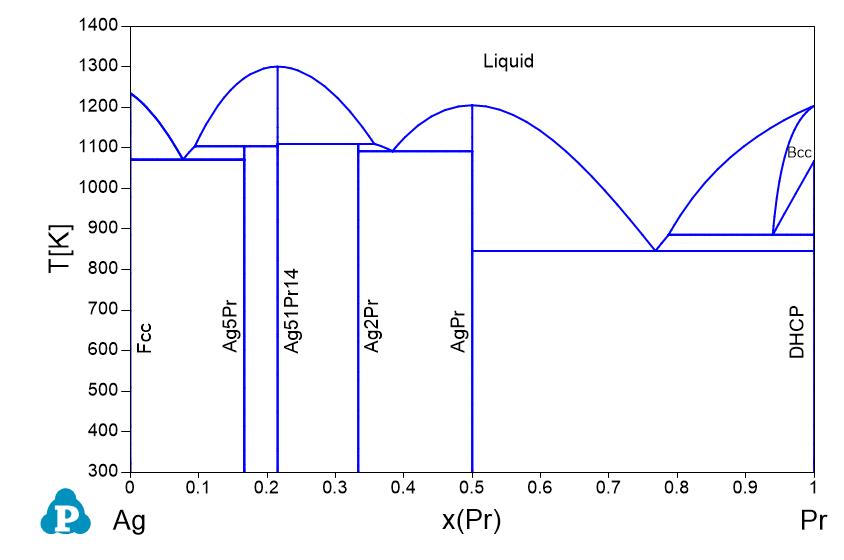 1400
1300
1200
1100
1000
900
800
700
600
500
400
300
T[K]
Liquid
Bcc
Fcc
Ag5Pr
Ag51Pr14
Ag2Pr
AgPr
DHCP
0 0.1 0.2 0.3 0.4 0.5 0.6 0.7 0.8 0.9 1
P Ag x(Pr) Pr